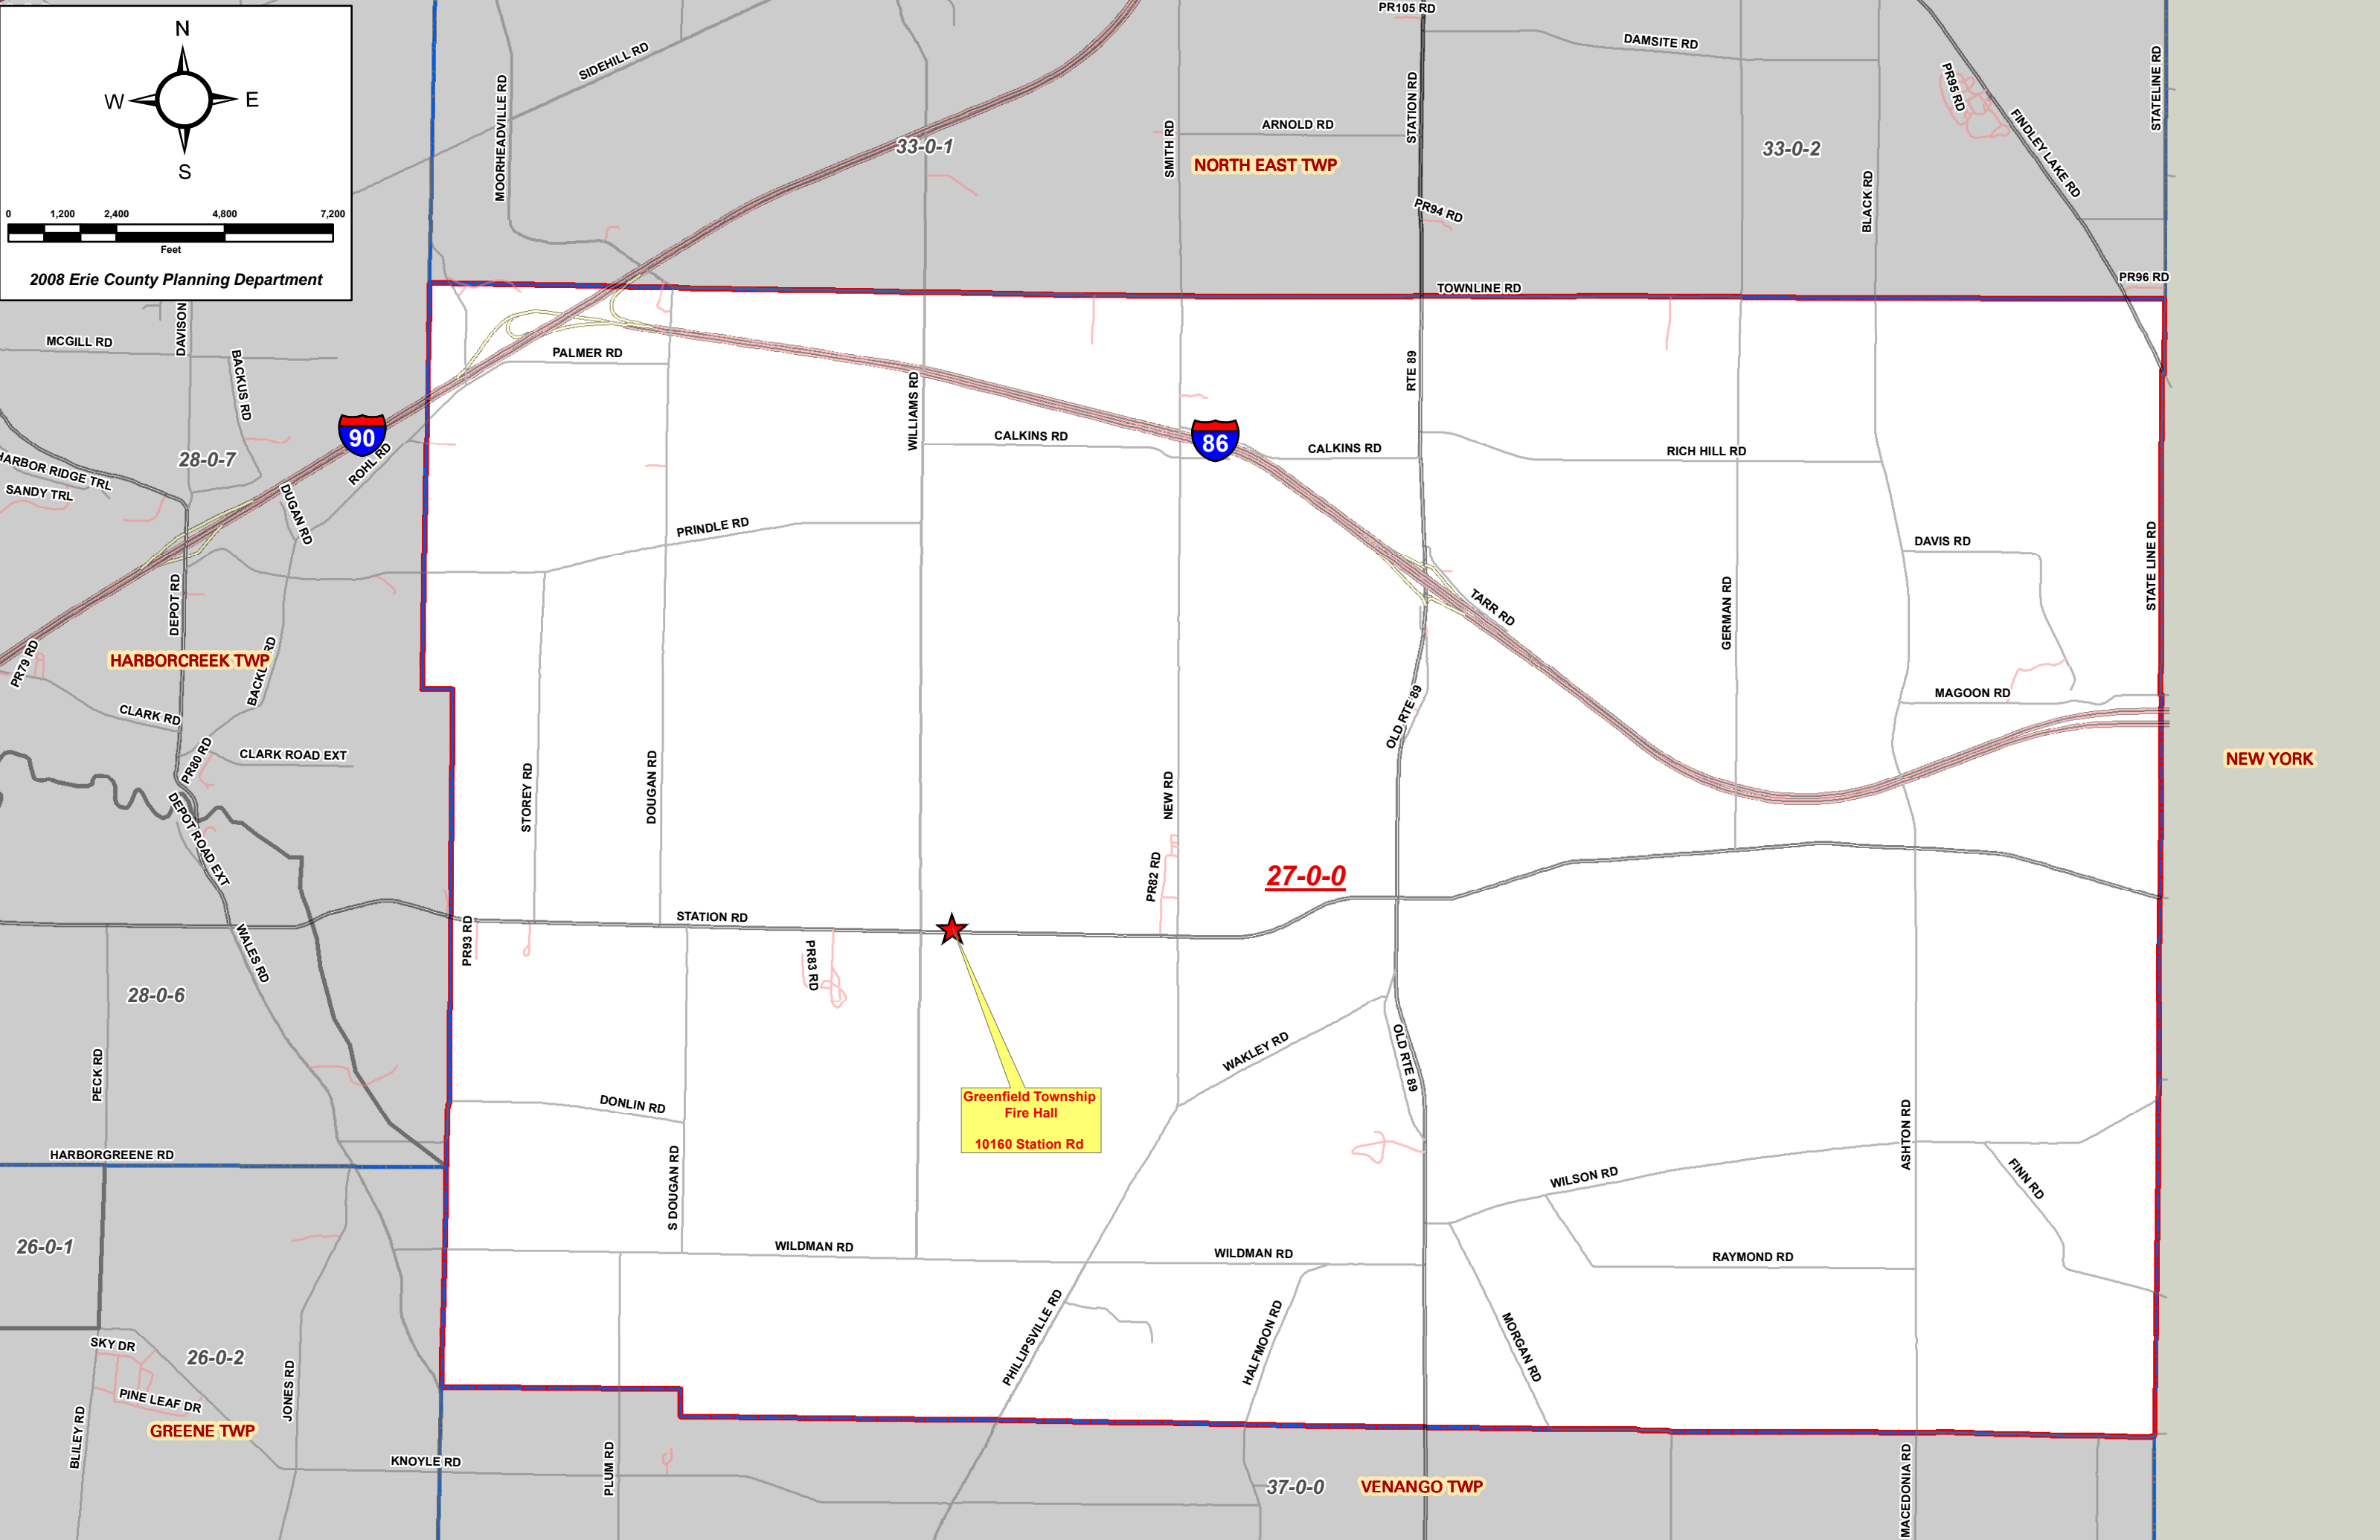 N
W
E
S
0
1,200
2,400
4,800
7,200
Feet
2008 Erie County Planning Department
PR105 RD
DAMSITE RD
SIDEHILL RD
MOORHEADVILLE RD
STATION RD
PR95 RD
STATELINE RD
SMITH RD
ARNOLD RD
FINDLEY LAKE RD
33-0-1
33-0-2
NORTH EAST TWP
BLACK RD
PR94 RD
PR96 RD
TOWNLINE RD
DAVISON
MCGILL RD
BACKUS RD
PALMER RD
WILLIAMS RD
RTE 89
90
86
ROHL RD
CALKINS RD
CALKINS RD
RICH HILL RD
28-0-7
HARBOR RIDGE TRL
SANDY TRL
DUGAN RD
PRINDLE RD
DAVIS RD
STATE LINE RD
DEPOT RD
TARR RD
GERMAN RD
PR79 RD
HARBORCREEK TWP
BACKUS RD
MAGOON RD
OLD RTE 89
CLARK RD
CLARK ROAD EXT
PR80 RD
NEW YORK
STOREY RD
DOUGAN RD
NEW RD
DEPOT ROAD EXT
PR82 RD
27-0-0
STATION RD
PR93 RD
WALES RD
PR83 RD
28-0-6
WAKLEY RD
OLD RTE 89
PECK RD
Greenfield Township
Fire Hall
10160 Station Rd
DONLIN RD
ASHTON RD
HARBORGREENE RD
S DOUGAN RD
WILSON RD
FINN RD
26-0-1
WILDMAN RD
WILDMAN RD
RAYMOND RD
PHILLIPSVILLE RD
HALFMOON RD
MORGAN RD
SKY DR
26-0-2
PINE LEAF DR
JONES RD
BLILEY RD
GREENE TWP
KNOYLE RD
PLUM RD
37-0-0
VENANGO TWP
MACEDONIA RD